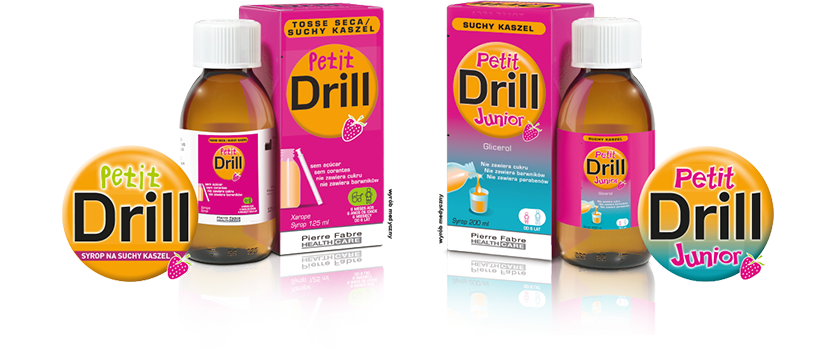 Petit
Drill
SYROP NA SUCHY KASZEL
Petit
Drill
TOSSE SECA/
SUCHY KASZEL
Petit
Drill
sem açúcar
sem corantes
nie zawiera cukru
nie zawiera barwników
Xarope
Syrop 125 ml
Pierre Fabre
HEALTH CARE
wyrób medyczny
wyrób medyczny
SUCHY KASZEL
Petit
Drill
Junior
Glicerol
Nie zawiera cukru
Nie zawiera barwników
Nie zawiera parabenów
Syrop 200 ml
OD 6 LAT
Pierre Fabre
HEALTH CARE
SUCHY KASZEL
Petit
Drill
Junior
Petit
Drill
Junior